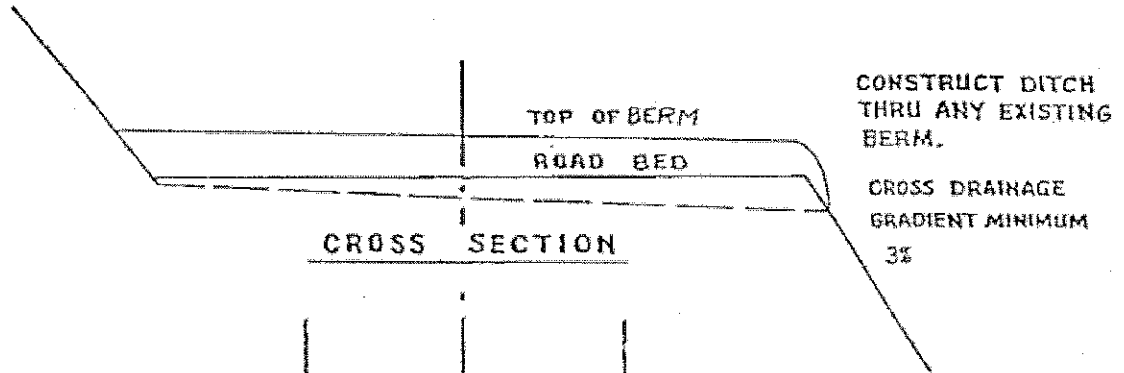 TOP OF BERM
ROAD BED
CROSS SECTION
CONSTRUCT DITCH
THRU ANY EXISTING
BERM.
CROSS DRAINAGE
GRADIENT MINIMUM
3%